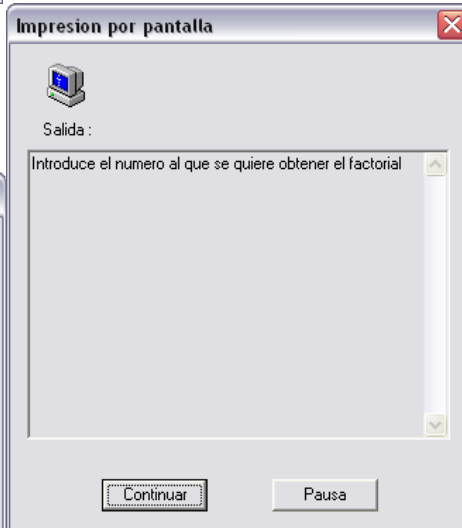 Impresion por pantalla
Salida :
Introduce el numero al que se quiere obtener el factorial
Continuar
Pausa